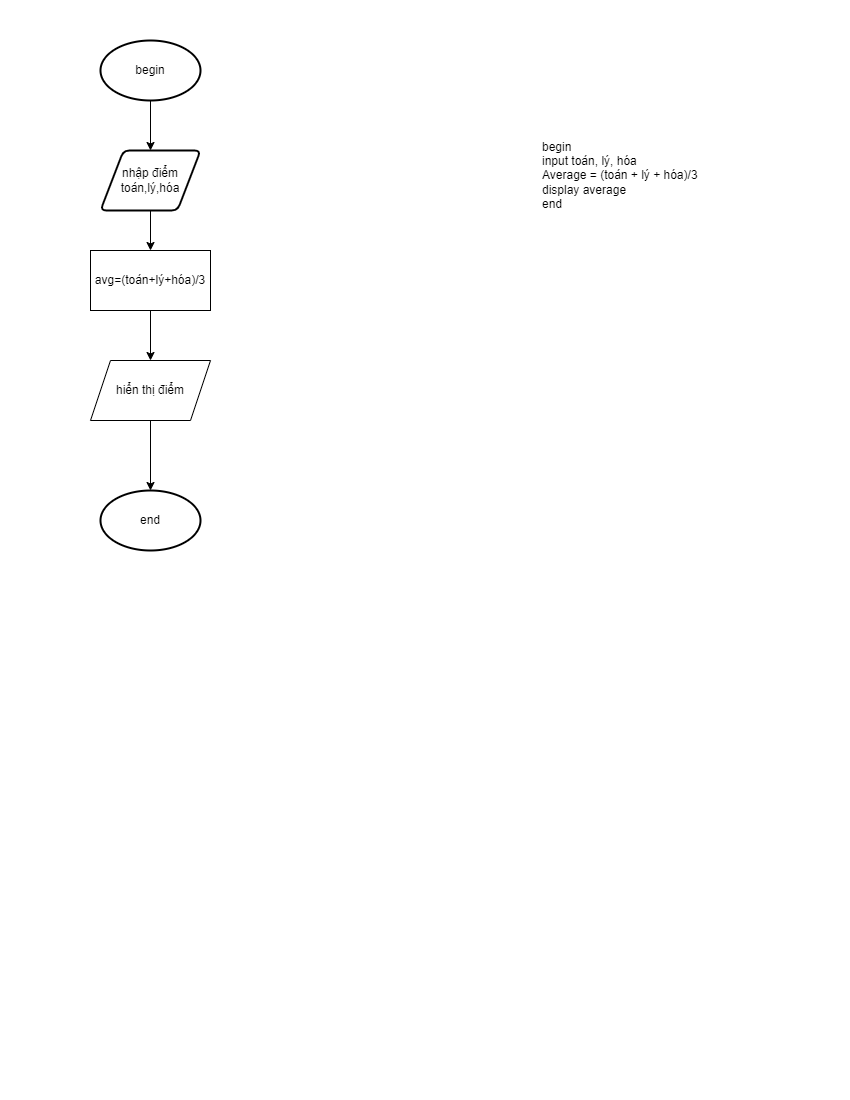 begin
nhập điểm
toán,lý,hóa
avg=(toán+lý+hóa)/3
hiển thị điểm
end
begin
input toán, lý, hóa
Average = (toán + lý + hóa)/3
display average
end